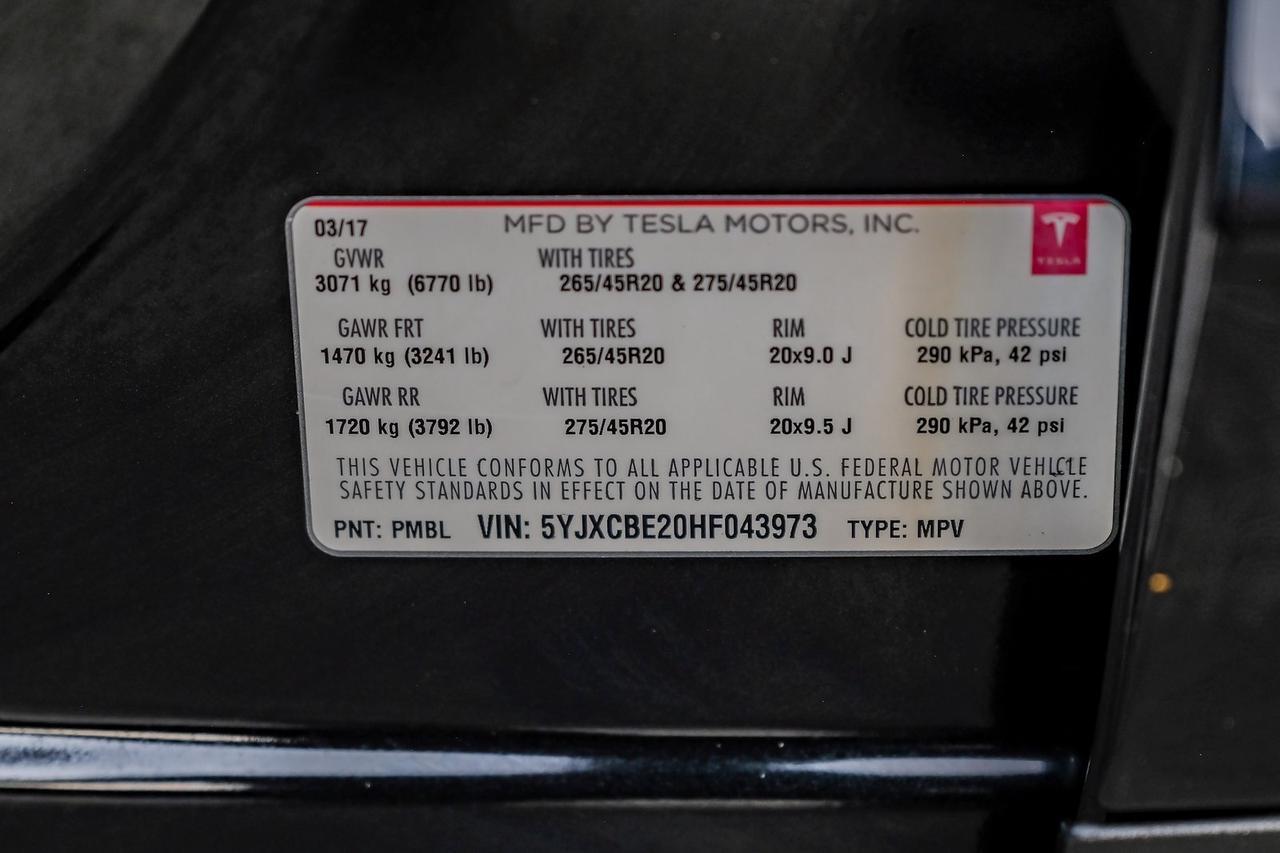 03/17 MFD BY TESLA MOTORS, INC.
TESLA
GVWR WITH TIRES
3071 kg (6770 lb) 265/45R20 & 275/45R20
GAWR FRT WITH TIRES RIM COLD TIRE PRESSURE
1470 kg (3241 lb) 265/45R20 20x9.0 J 290 kPa, 42 psi
GAWR RR WITH TIRES RIM COLD TIRE PRESSURE
1720 kg (3792 lb) 275/45R20 20x9.5 J 290 kPa, 42 psi
THIS VEHICLE CONFORMS TO ALL APPLICABLE U.S. FEDERAL MOTOR VEHICLE
SAFETY STANDARDS IN EFFECT ON THE DATE OF MANUFACTURE SHOWN ABOVE.
PNT: PMBL VIN: 5YJXCBE20HF043973 TYPE: MPV